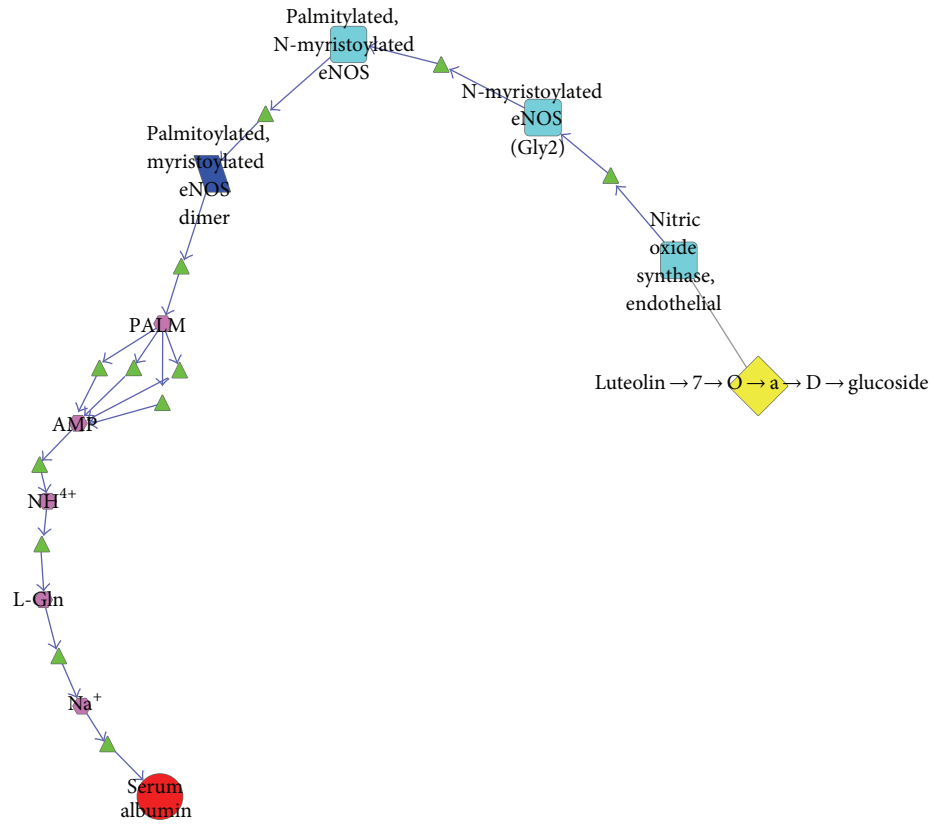 Palmitylated,
N-myristoylated
eNOS
N-myristoylated
eNOS
(Gly2)
Palmitoylated,
myristoylated
eNOS
dimer
Nitric
oxide
synthase,
endothelial
PALM
Luteolin → 7 → O → a → D → glucoside
AMP
NH⁴⁺
L-Gln
Na⁺
Serum
albumin